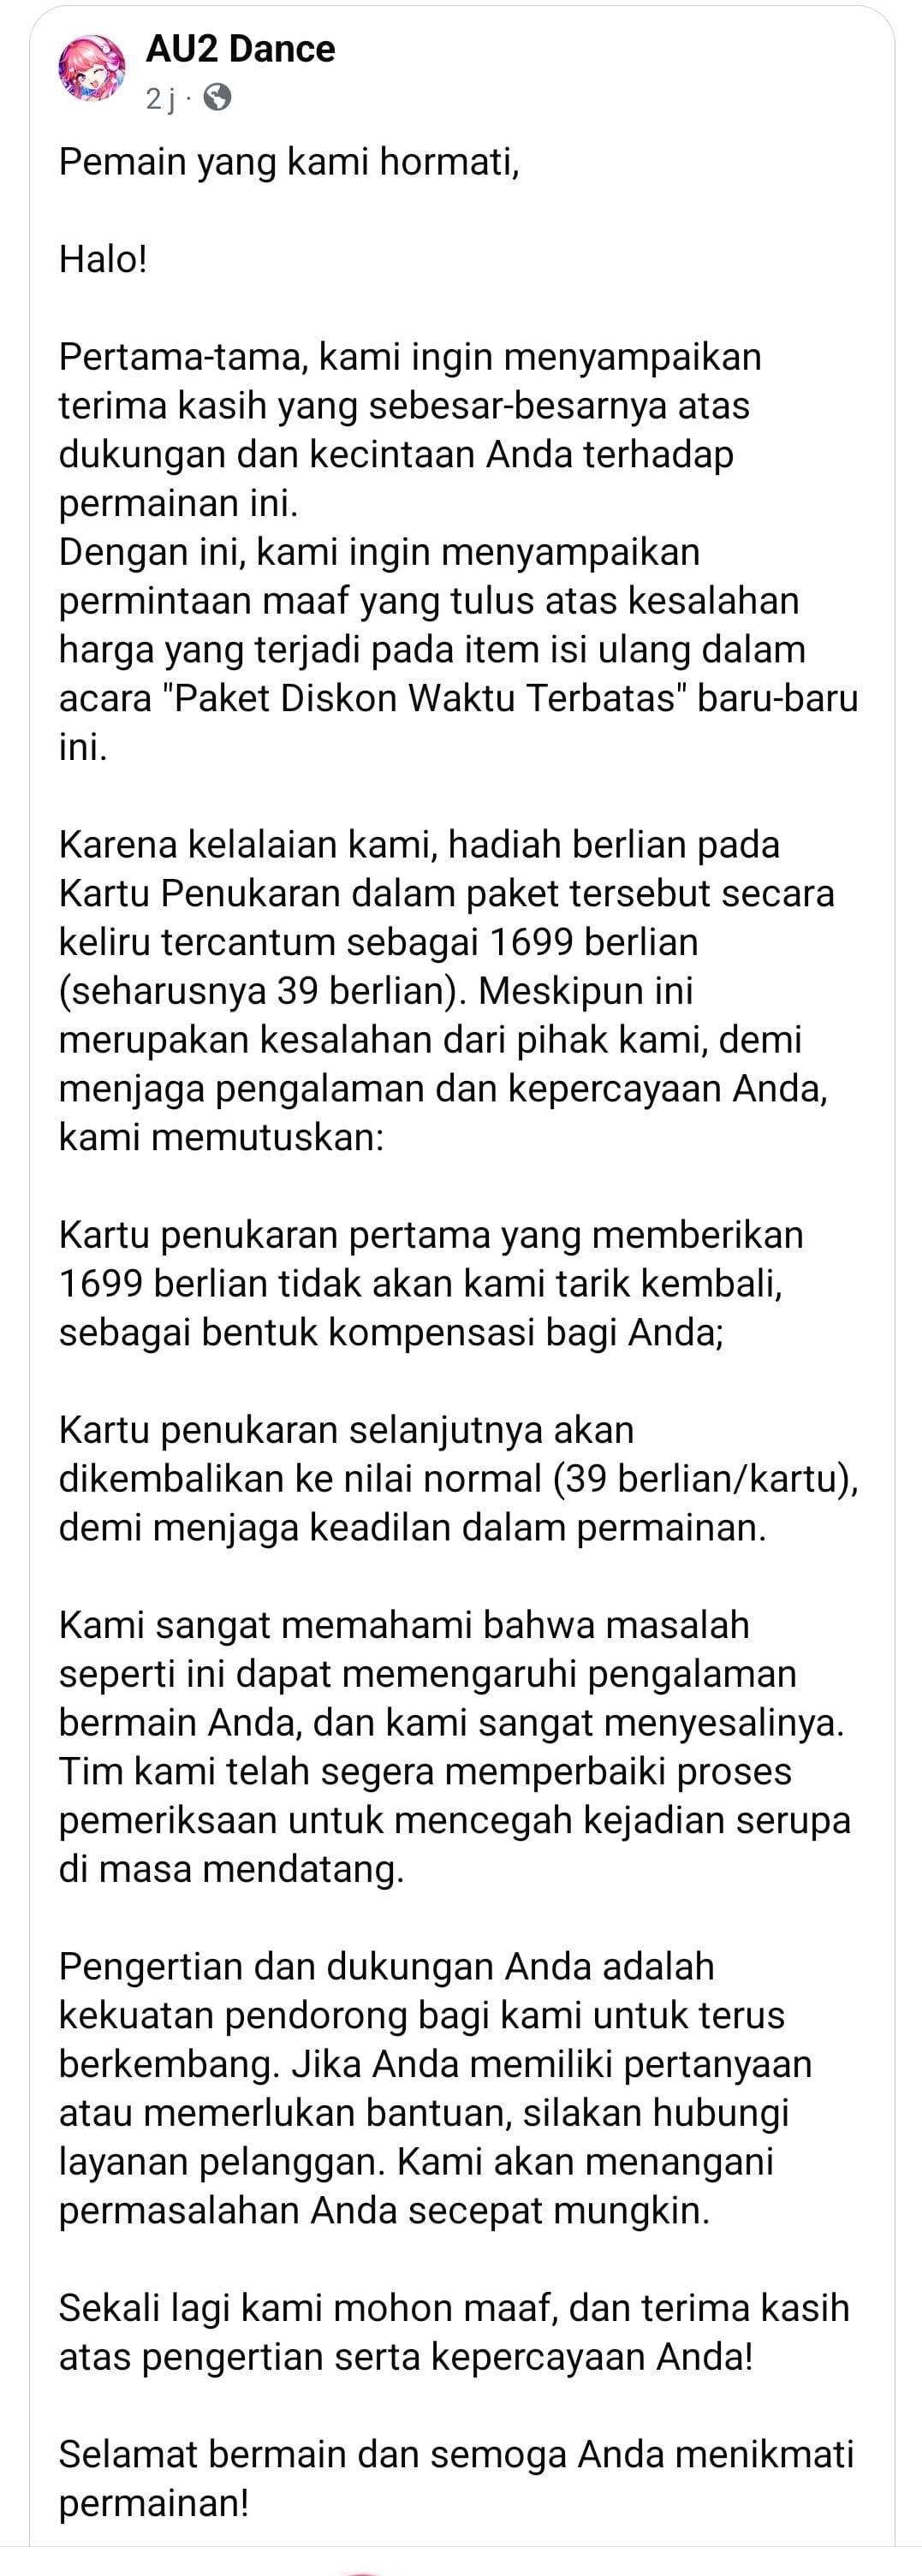 AU2 Dance
2 j ·
Pemain yang kami hormati,
Halo!
Pertama-tama, kami ingin menyampaikan
terima kasih yang sebesar-besarnya atas
dukungan dan kecintaan Anda terhadap
permainan ini.
Dengan ini, kami ingin menyampaikan
permintaan maaf yang tulus atas kesalahan
harga yang terjadi pada item isi ulang dalam
acara "Paket Diskon Waktu Terbatas" baru-baru
ini.
Karena kelalaian kami, hadiah berlian pada
Kartu Penukaran dalam paket tersebut secara
keliru tercantum sebagai 1699 berlian
(seharusnya 39 berlian). Meskipun ini
merupakan kesalahan dari pihak kami, demi
menjaga pengalaman dan kepercayaan Anda,
kami memutuskan:
Kartu penukaran pertama yang memberikan
1699 berlian tidak akan kami tarik kembali,
sebagai bentuk kompensasi bagi Anda;
Kartu penukaran selanjutnya akan
dikembalikan ke nilai normal (39 berlian/kartu),
demi menjaga keadilan dalam permainan.
Kami sangat memahami bahwa masalah
seperti ini dapat memengaruhi pengalaman
bermain Anda, dan kami sangat menyesalinya.
Tim kami telah segera memperbaiki proses
pemeriksaan untuk mencegah kejadian serupa
di masa mendatang.
Pengertian dan dukungan Anda adalah
kekuatan pendorong bagi kami untuk terus
berkembang. Jika Anda memiliki pertanyaan
atau memerlukan bantuan, silakan hubungi
layanan pelanggan. Kami akan menangani
permasalahan Anda secepat mungkin.
Sekali lagi kami mohon maaf, dan terima kasih
atas pengertian serta kepercayaan Anda!
Selamat bermain dan semoga Anda menikmati
permainan!